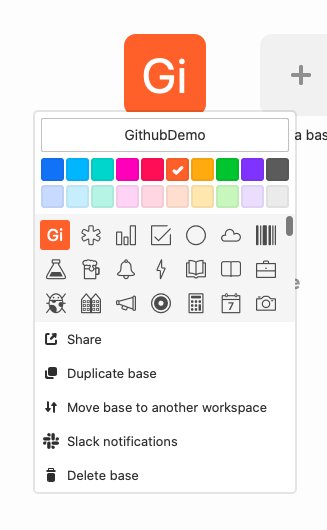 Gi
GithubDemo
a bas
Gi
7
e
Share
Duplicate base
Move base to another workspace
Slack notifications
Delete base